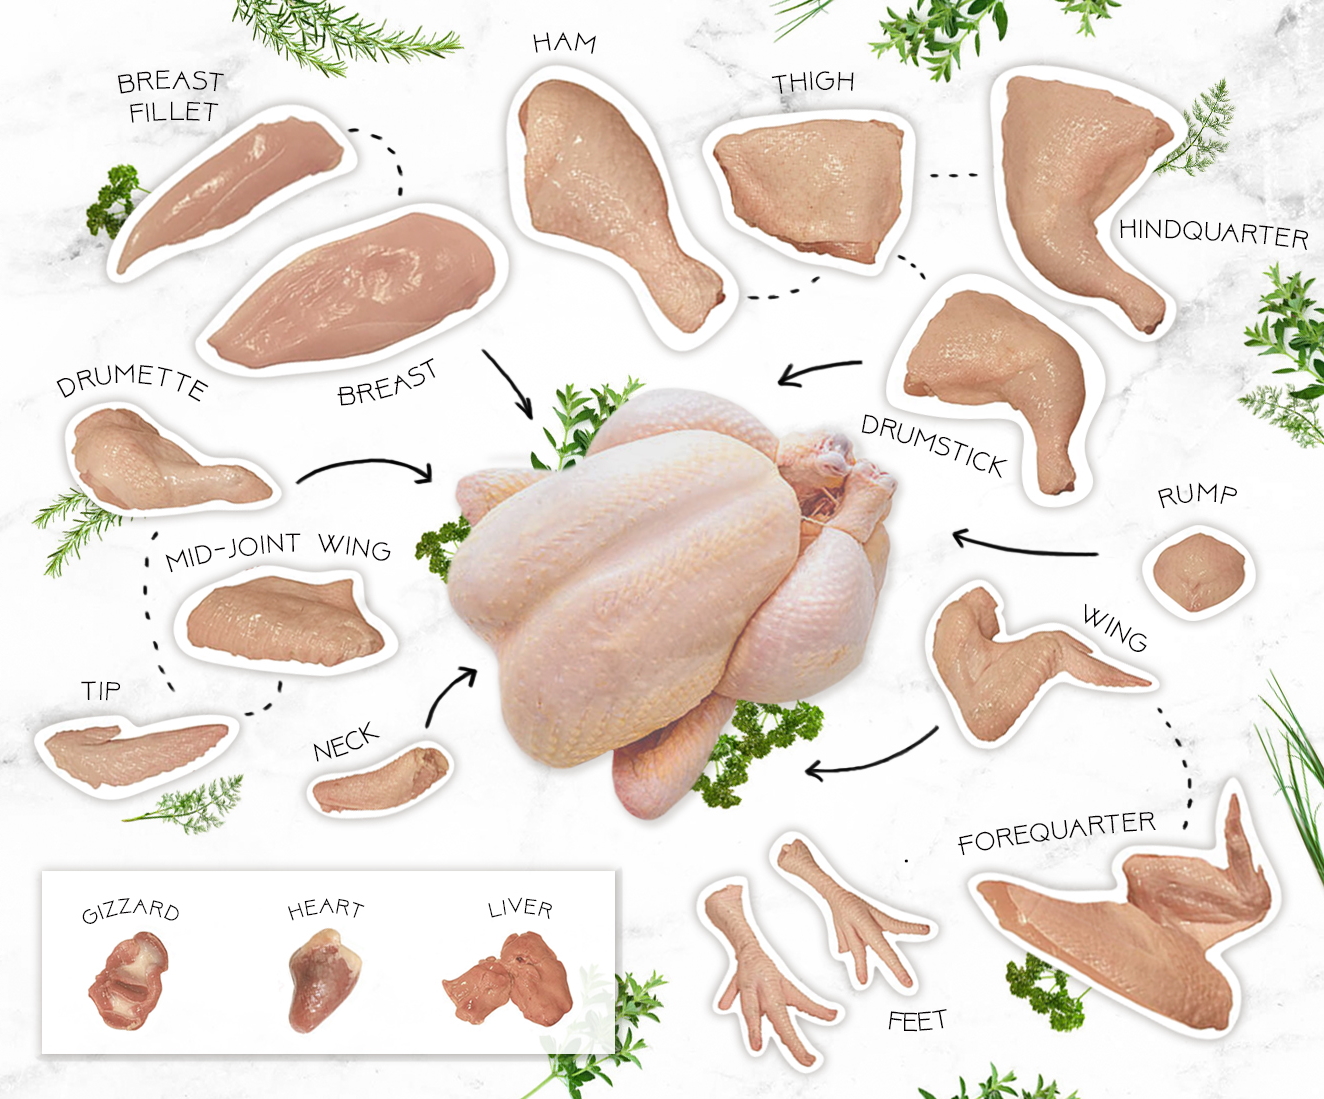 HAM
BREAST
FILLET
THIGH
HINDQUARTER
DRUMETTE
BREAST
DRUMSTICK
RUMP
MID-JOINT WING
WING
TIP
NECK
FOREQUARTER
GIZZARD
HEART
LIVER
FEET